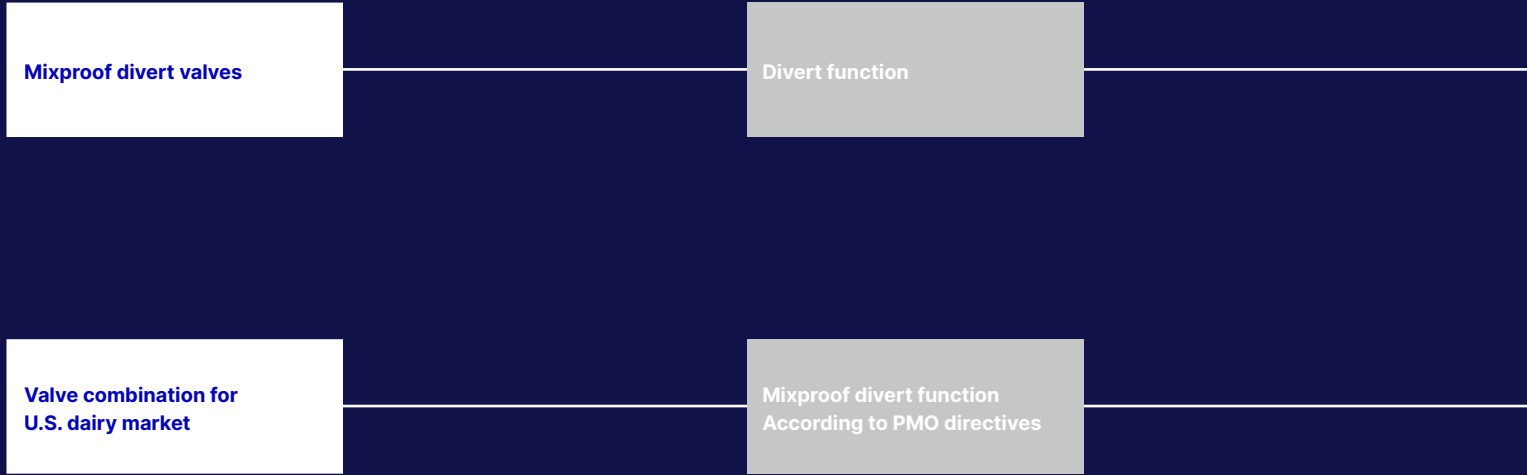 Mixproof divert valves
Divert function
Valve combination for
U.S. dairy market
Mixproof divert function
According to PMO directives